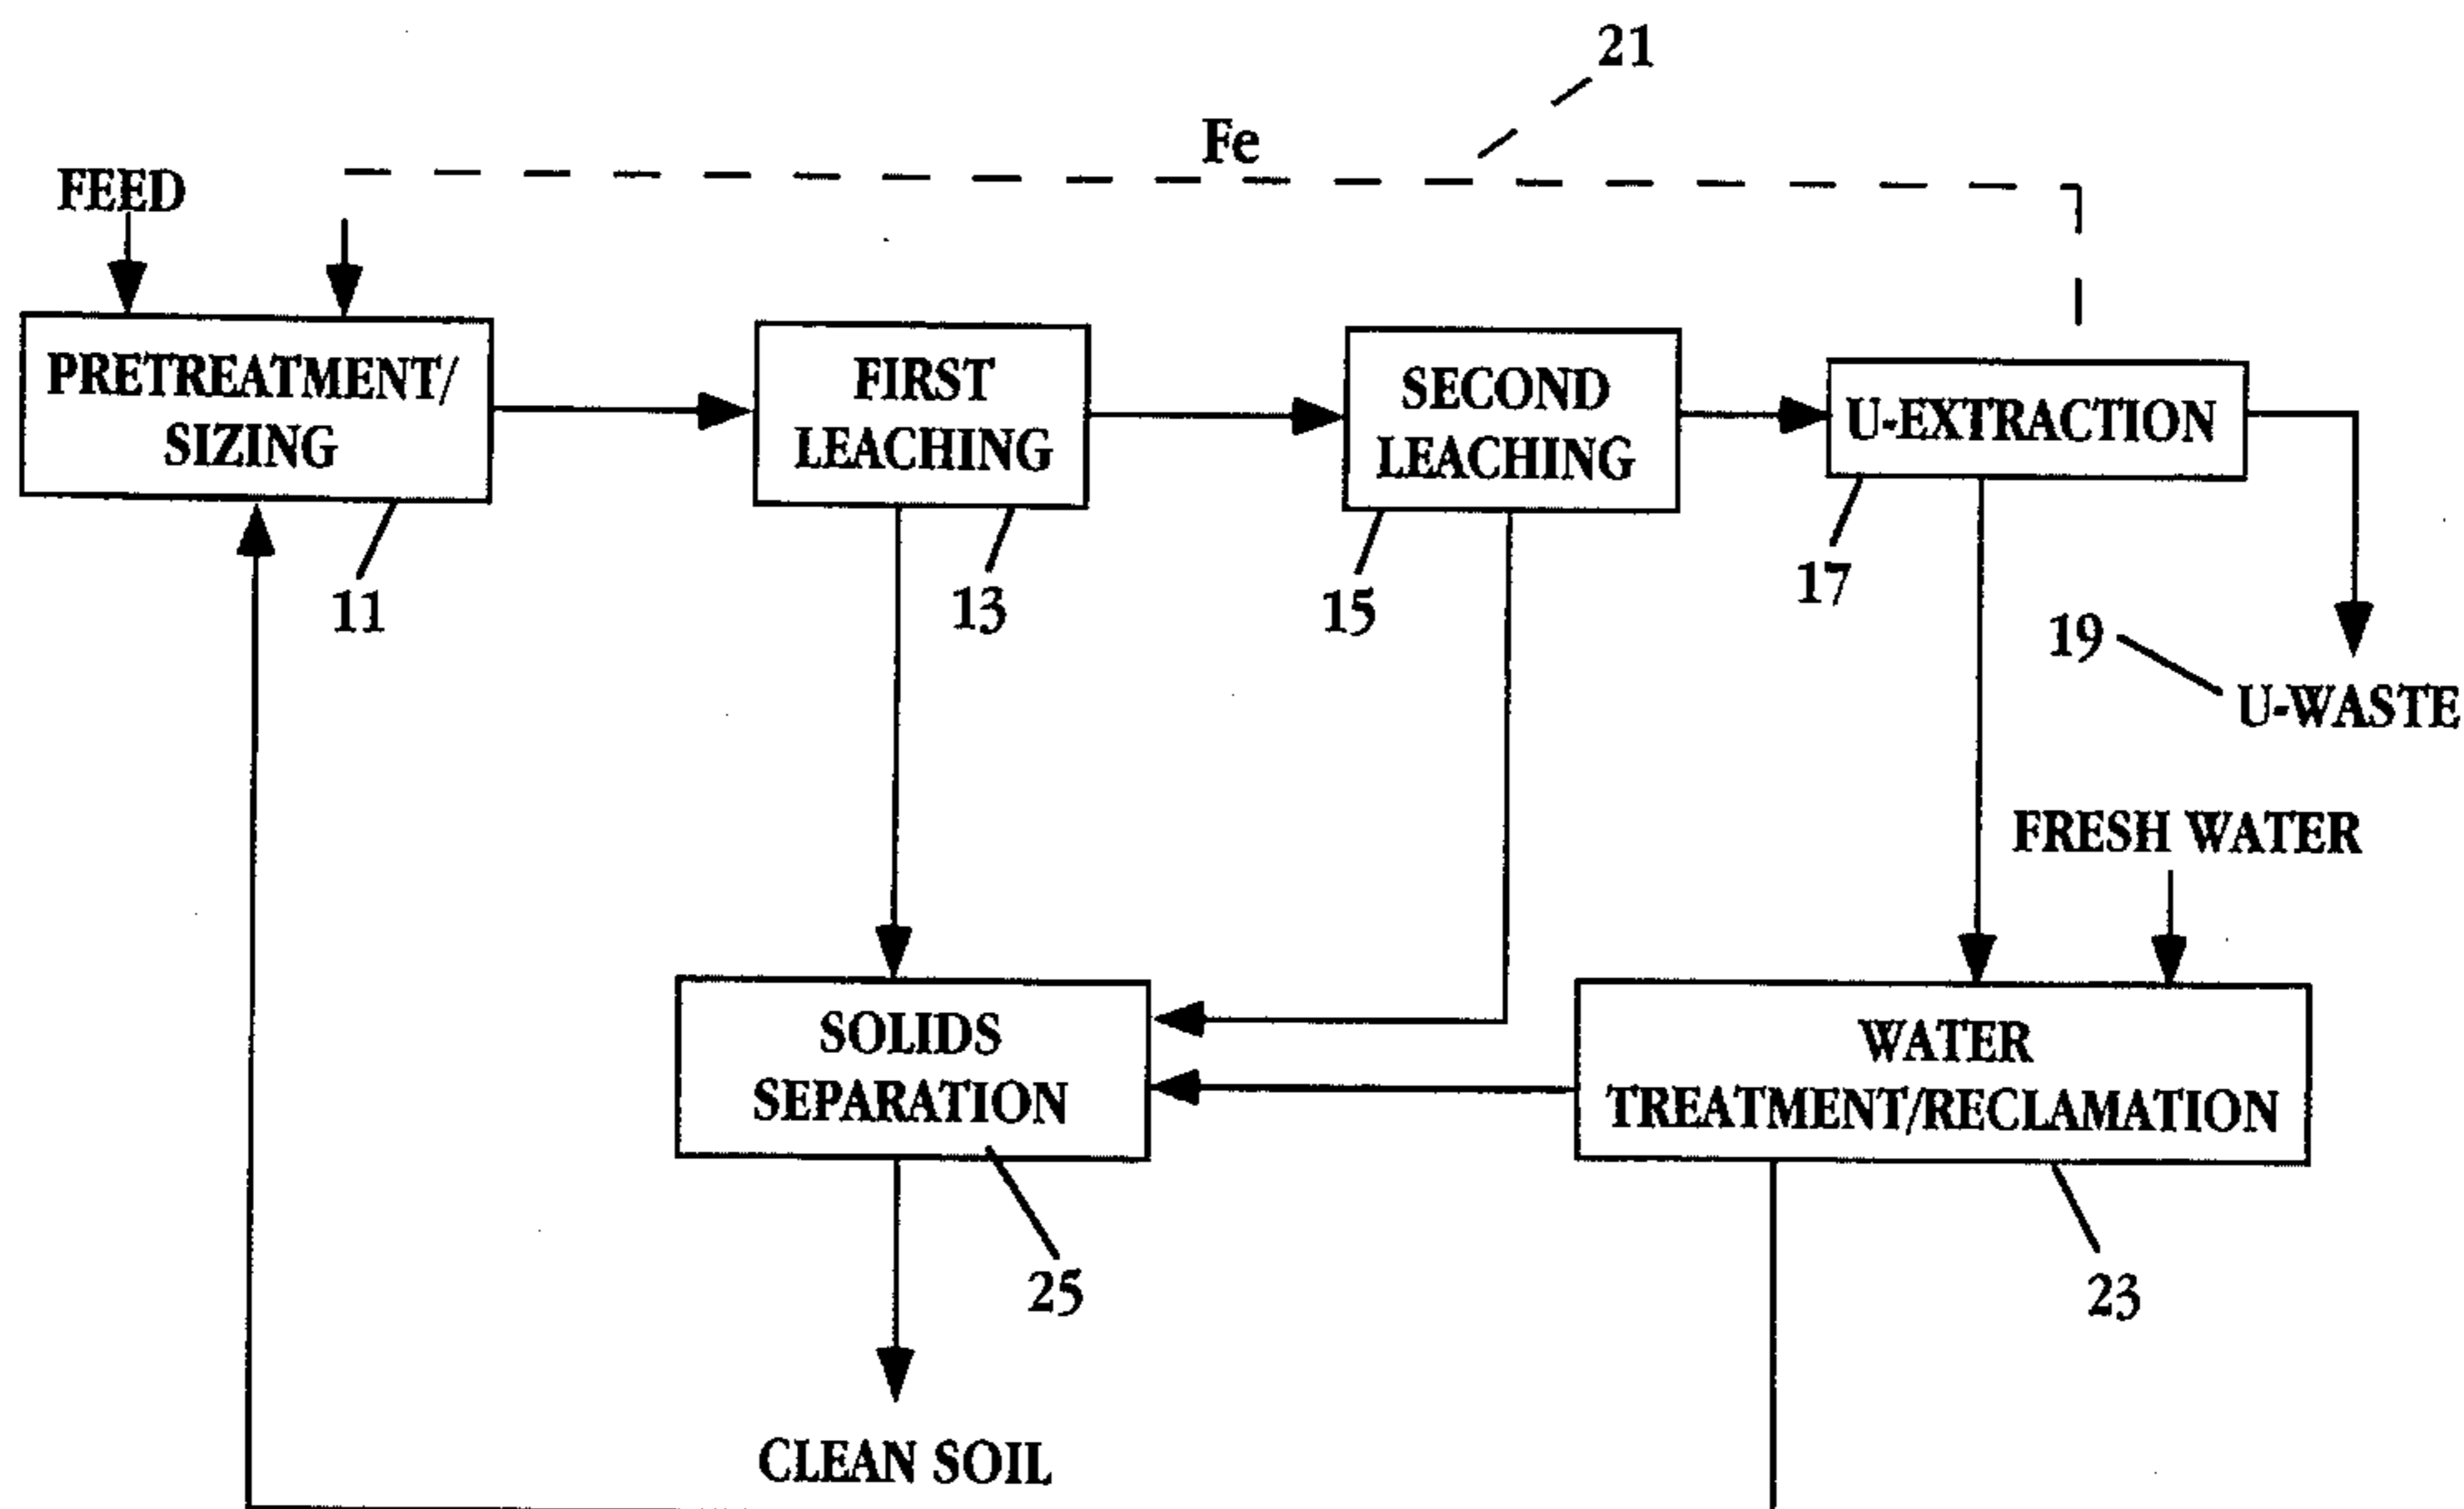 21
Fe
FEED
PRETREATMENT/
SIZING
FIRST
LEACHING
SECOND
LEACHING
U-EXTRACTION
11
13
15
17
19
U-WASTE
FRESH WATER
SOLIDS
SEPARATION
WATER
TREATMENT/RECLAMATION
25
23
CLEAN SOIL